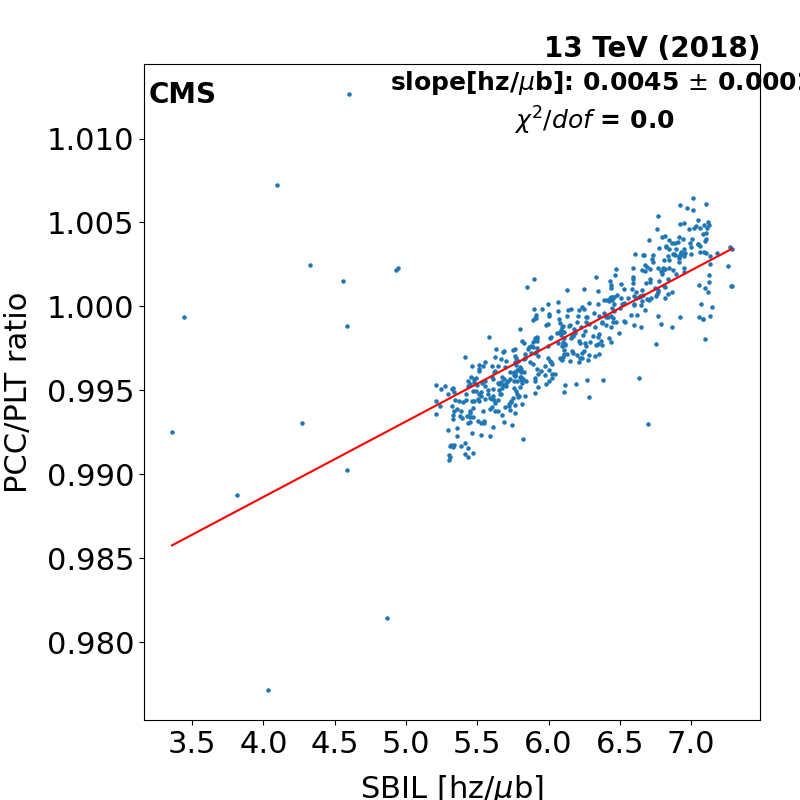 13 TeV (2018)
CMS
slope[hz/μb]: 0.0045 ± 0.000
χ²/dof = 0.0
1.010
1.005
1.000
0.995
0.990
0.985
0.980
PCC/PLT ratio
3.5 4.0 4.5 5.0 5.5 6.0 6.5 7.0
SBIL [hz/μb]